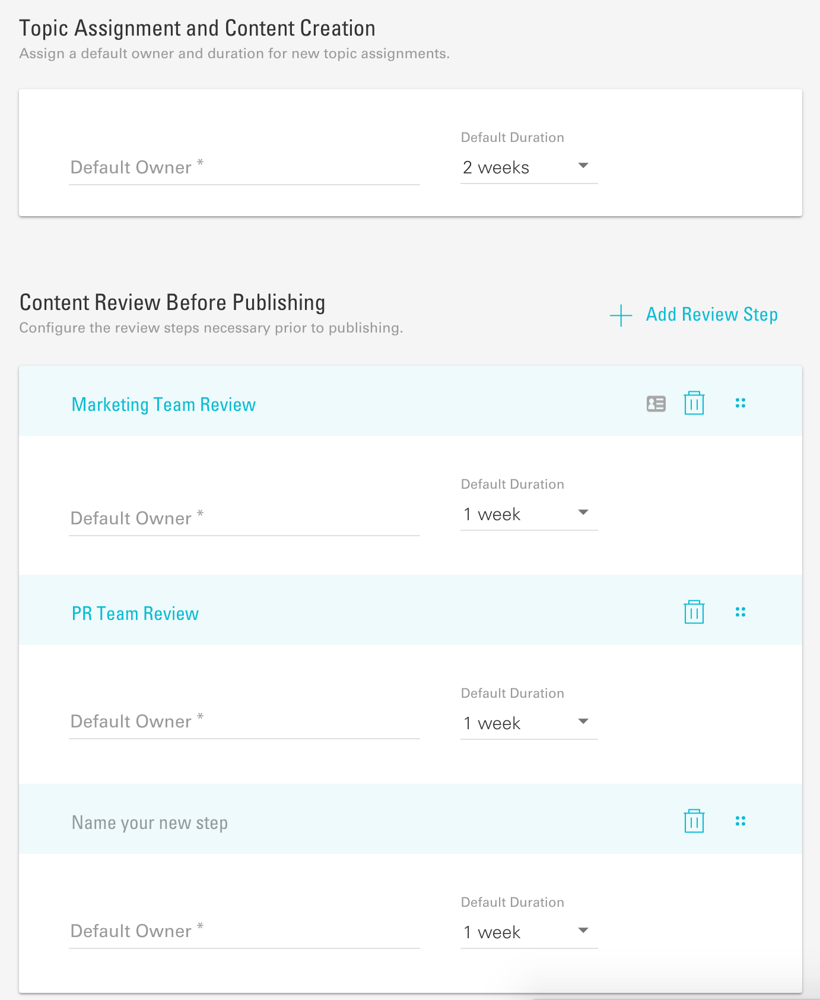 Topic Assignment and Content Creation
Assign a default owner and duration for new topic assignments.
Default Duration
Default Owner *
2 weeks
Content Review Before Publishing
Configure the review steps necessary prior to publishing.
Add Review Step
Marketing Team Review
Default Duration
Default Owner *
1 week
PR Team Review
Default Duration
Default Owner *
1 week
Name your new step
Default Duration
Default Owner *
1 week